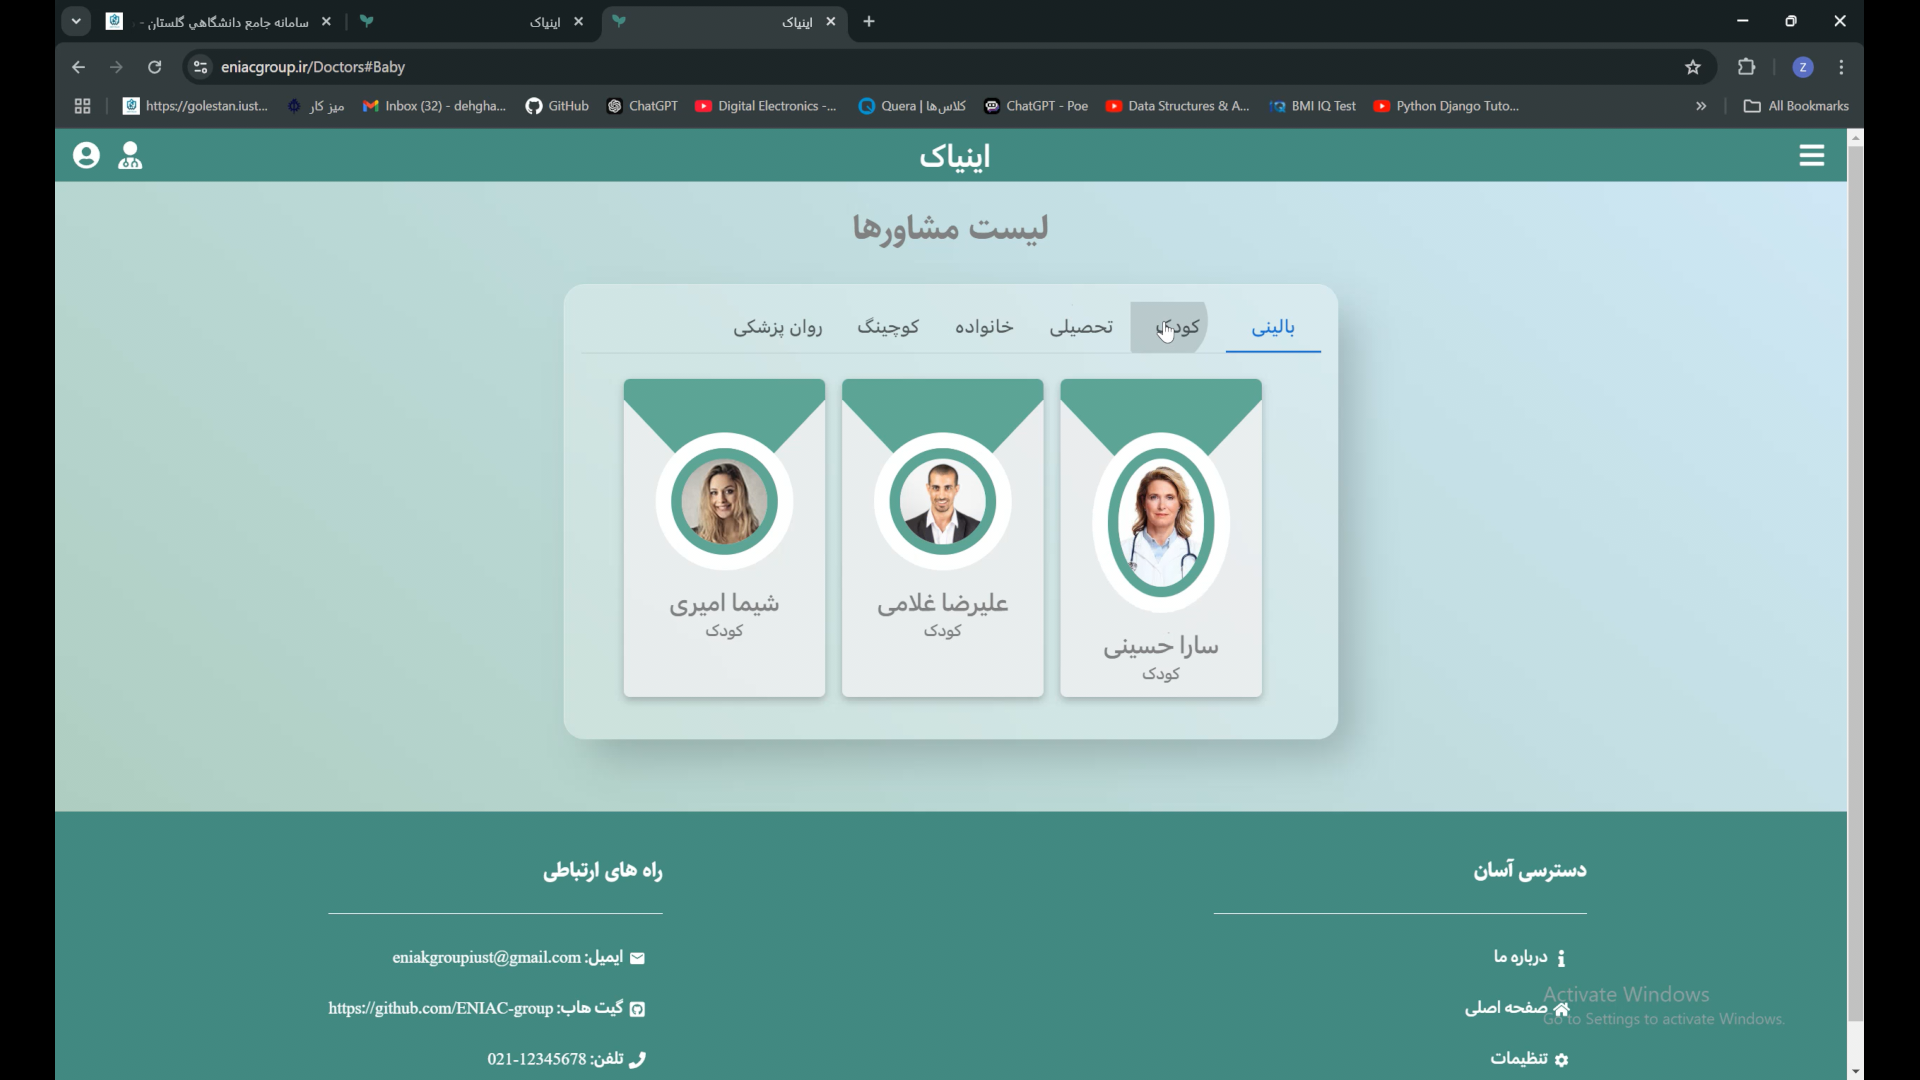 سامانه جامع دانشگاهي گلستان -
اینیاک
اینیاک
eniacgroup.ir/Doctors#Baby
Z
https://golestan.iust...
میز کار
Inbox (32) - dehgha...
GitHub
ChatGPT
Digital Electronics -...
Quera | کلاس‌ها
ChatGPT - Poe
Data Structures & A...
BMI IQ Test
Python Django Tuto...
»
All Bookmarks
اینیاک
لیست مشاورها
بالینی
کودک
تحصیلی
خانواده
کوچینگ
روان پزشکی
سارا حسینی
کودک
علیرضا غلامی
کودک
شیما امیری
کودک
دسترسی آسان
درباره ما
صفحه اصلی
تنظیمات
راه های ارتباطی
ایمیل: eniakgroupiust@gmail.com
گیت هاب: https://github.com/ENIAC-group
تلفن: 021-12345678
Activate Windows
Go to Settings to activate Windows.